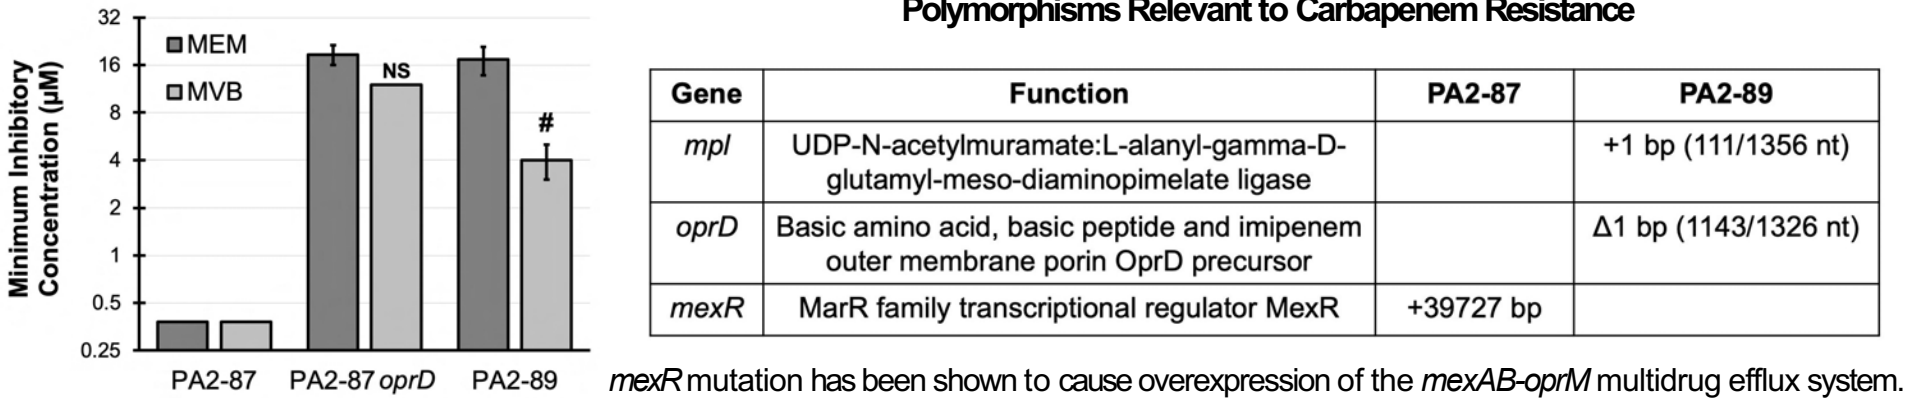 Polymorphisms Relevant to Carbapenem Resistance
Minimum Inhibitory
Concentration (µM)
32
16
8
4
2
1
0.5
0.25
MEM
MVB
NS
#
PA2-87
PA2-87 oprD
PA2-89
Gene Function PA2-87 PA2-89
mpl UDP-N-acetylmuramate:L-alanyl-gamma-D- +1 bp (111/1356 nt)
glutamyl-meso-diaminopimelate ligase
oprD Basic amino acid, basic peptide and imipenem Δ1 bp (1143/1326 nt)
outer membrane porin OprD precursor
mexR MarR family transcriptional regulator MexR +39727 bp
mexR mutation has been shown to cause overexpression of the mexAB-oprM multidrug efflux system.